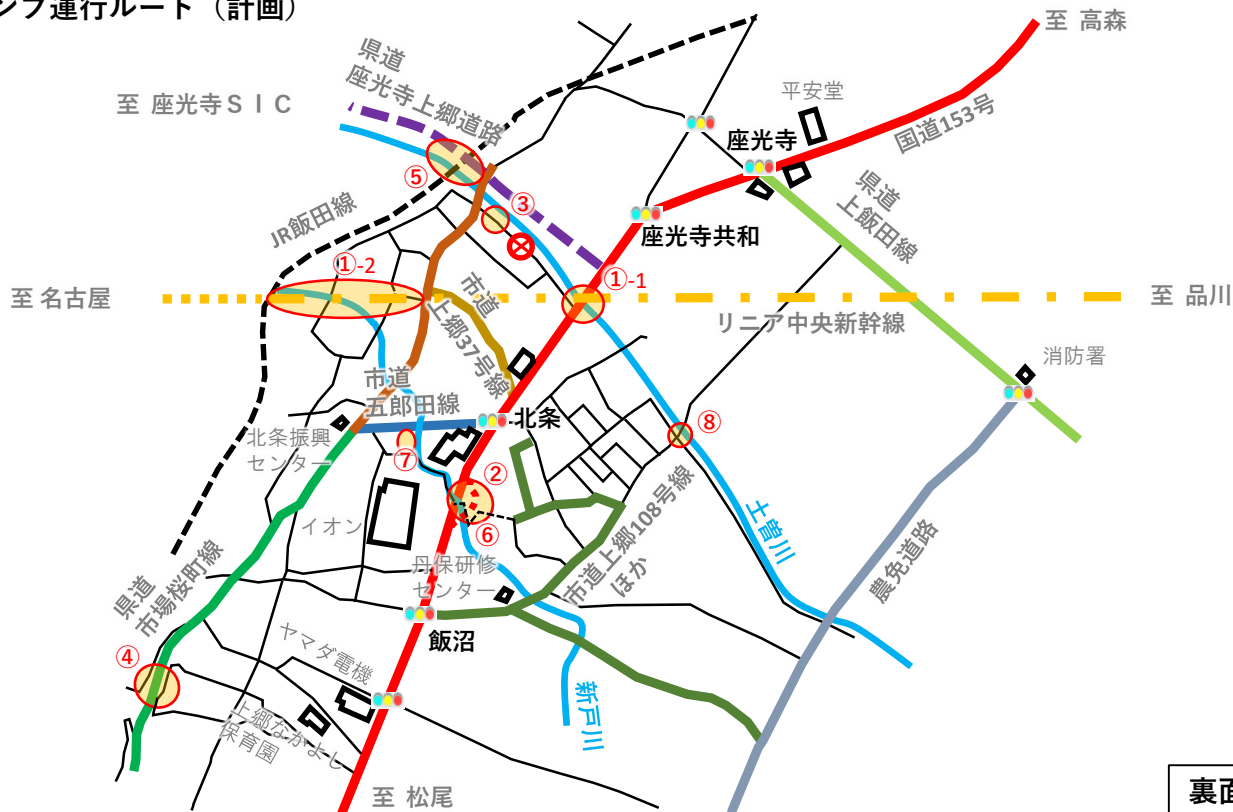 ンプ運行ルート（計画）
至 高森
県道
座光寺上郷道路
至 座光寺ＳＩＣ
平安堂
国道153号
座光寺
⑤
③
県道
上飯田線
JR飯田線
座光寺共和
①-2
①-1
至 名古屋
市道
上郷37号線
至 品川
リニア中央新幹線
消防署
市道
五郎田線
北条
⑧
北条振興
センター
⑦
②
イオン
⑥
土曽川
市道上郷108号線
ほか
農免道路
丹保研修
センター
県道
市場桜町線
飯沼
ヤマダ電機
④
新戸川
上郷なかよし
保育園
至 松尾
裏面